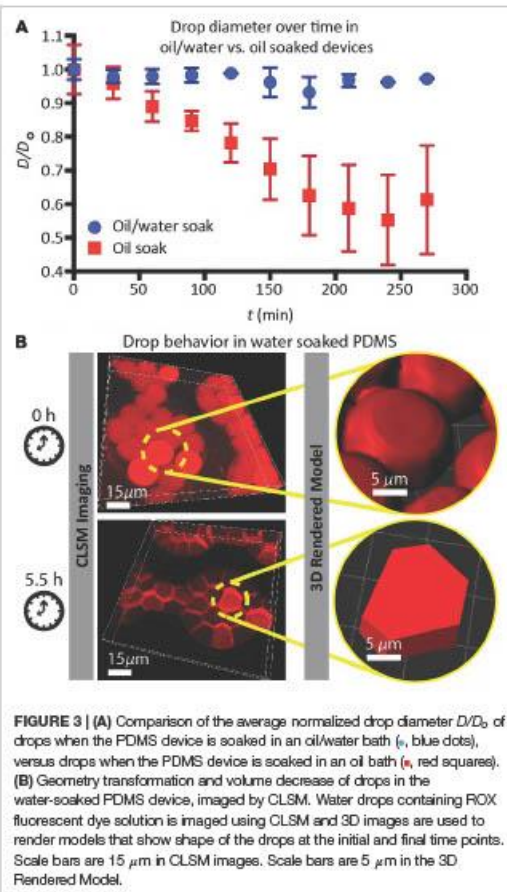 A
Drop diameter over time in
oil/water vs. oil soaked devices
1.1
1.0
0.9
0.8
0.7
0.6
0.5
0.4
D/Do
Oil/water soak
Oil soak
0 50 100 150 200 250 300
t (min)
B
Drop behavior in water soaked PDMS
0 h
CLSM Imaging
15μm
3D Rendered Model
5 μm
5.5 h
15μm
5 μm
FIGURE 3 | (A) Comparison of the average normalized drop diameter D/D₀ of
drops when the PDMS device is soaked in an oil/water bath (●, blue dots),
versus drops when the PDMS device is soaked in an oil bath (■, red squares).
(B) Geometry transformation and volume decrease of drops in the
water-soaked PDMS device, imaged by CLSM. Water drops containing ROX
fluorescent dye solution is imaged using CLSM and 3D images are used to
render models that show shape of the drops at the initial and final time points.
Scale bars are 15 μm in CLSM images. Scale bars are 5 μm in the 3D
Rendered Model.